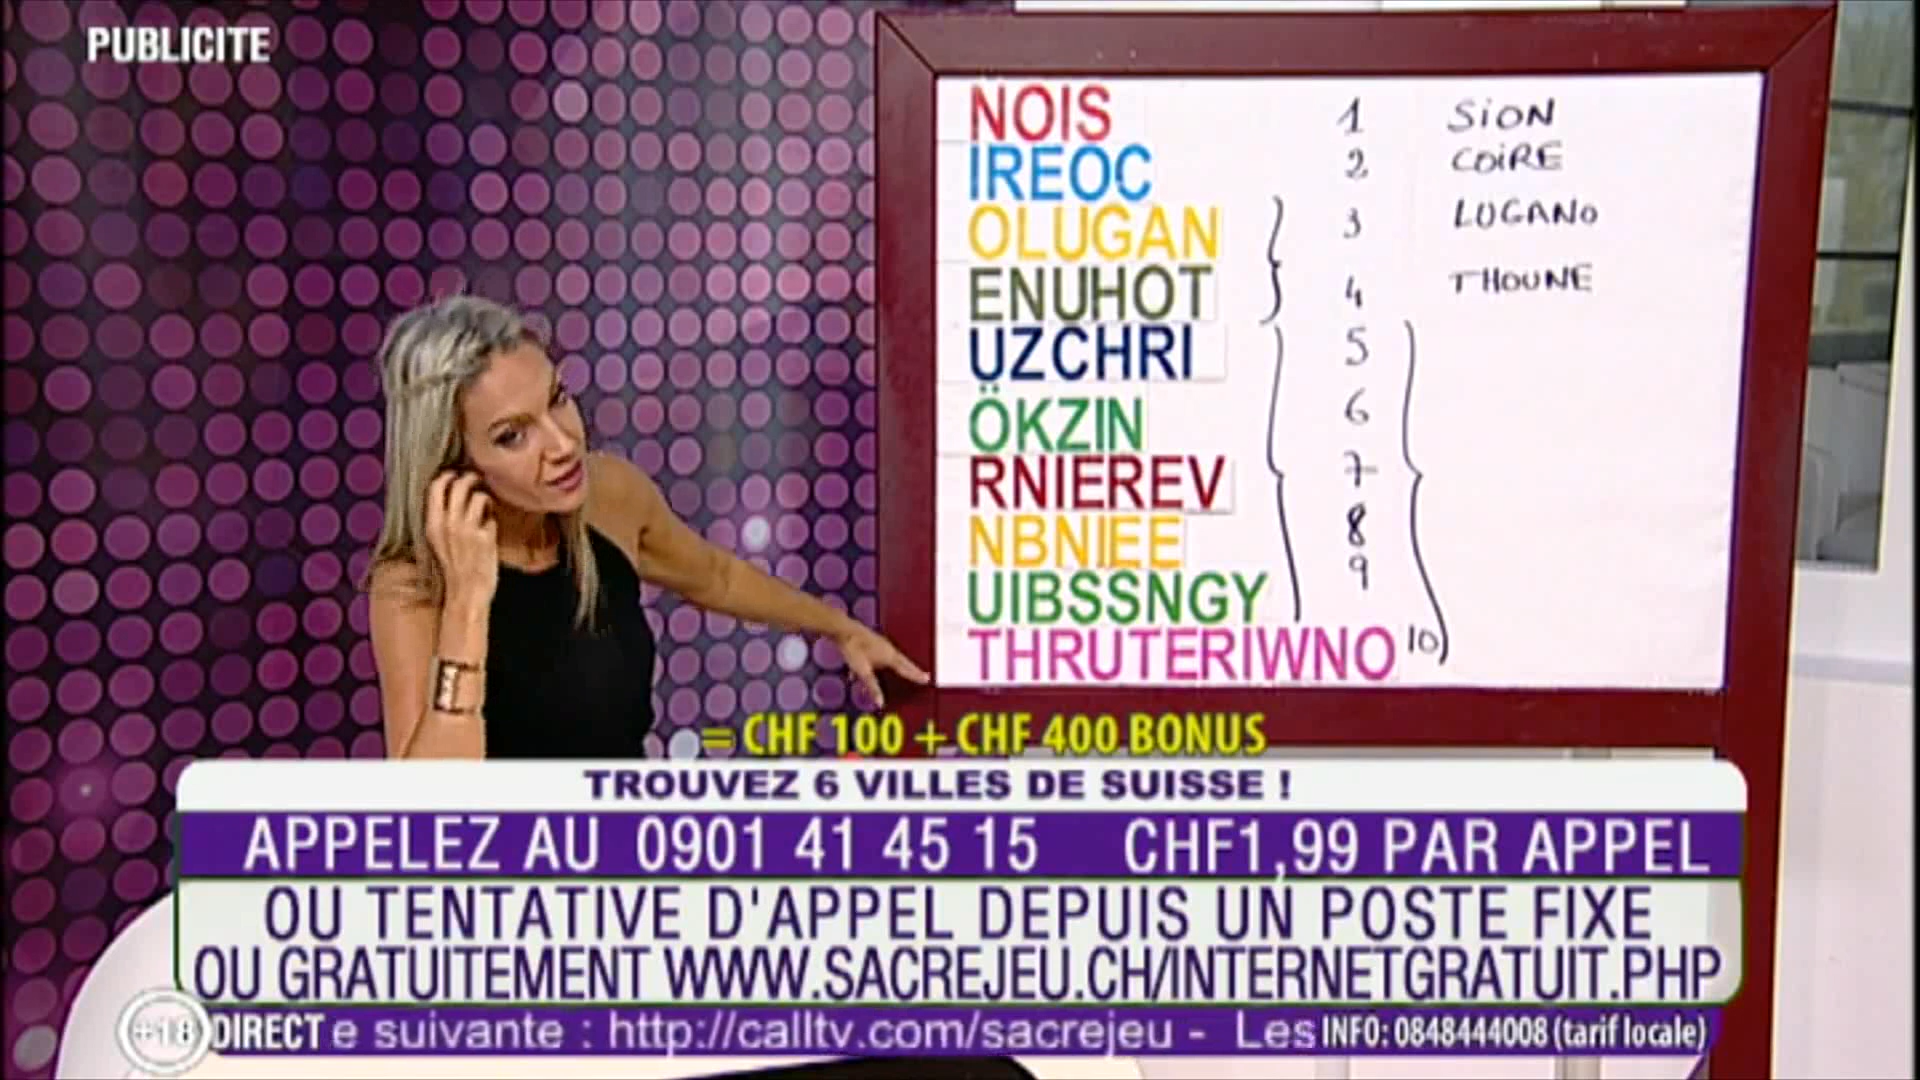 PUBLICITE
NOIS 1 SION
IREOC 2 COIRE
OLUGAN 3 LUGANO
ENUHOT 4 THOUNE
UZCHRI 5
ÖKZIN 6
RNIEREV 7
NBNIEE 8
UIBSSNGY 9
THRUTERIWNO 10
= CHF 100 + CHF 400 BONUS
TROUVEZ 6 VILLES DE SUISSE !
APPELEZ AU 0901 41 45 15 CHF1,99 PAR APPEL
OU TENTATIVE D'APPEL DEPUIS UN POSTE FIXE
OU GRATUITEMENT WWW.SACREJEU.CH/INTERNETGRATUIT.PHP
+18 DIRECT e suivante : http://calltv.com/sacrejeu - Les INFO: 0848444008 (tarif locale)